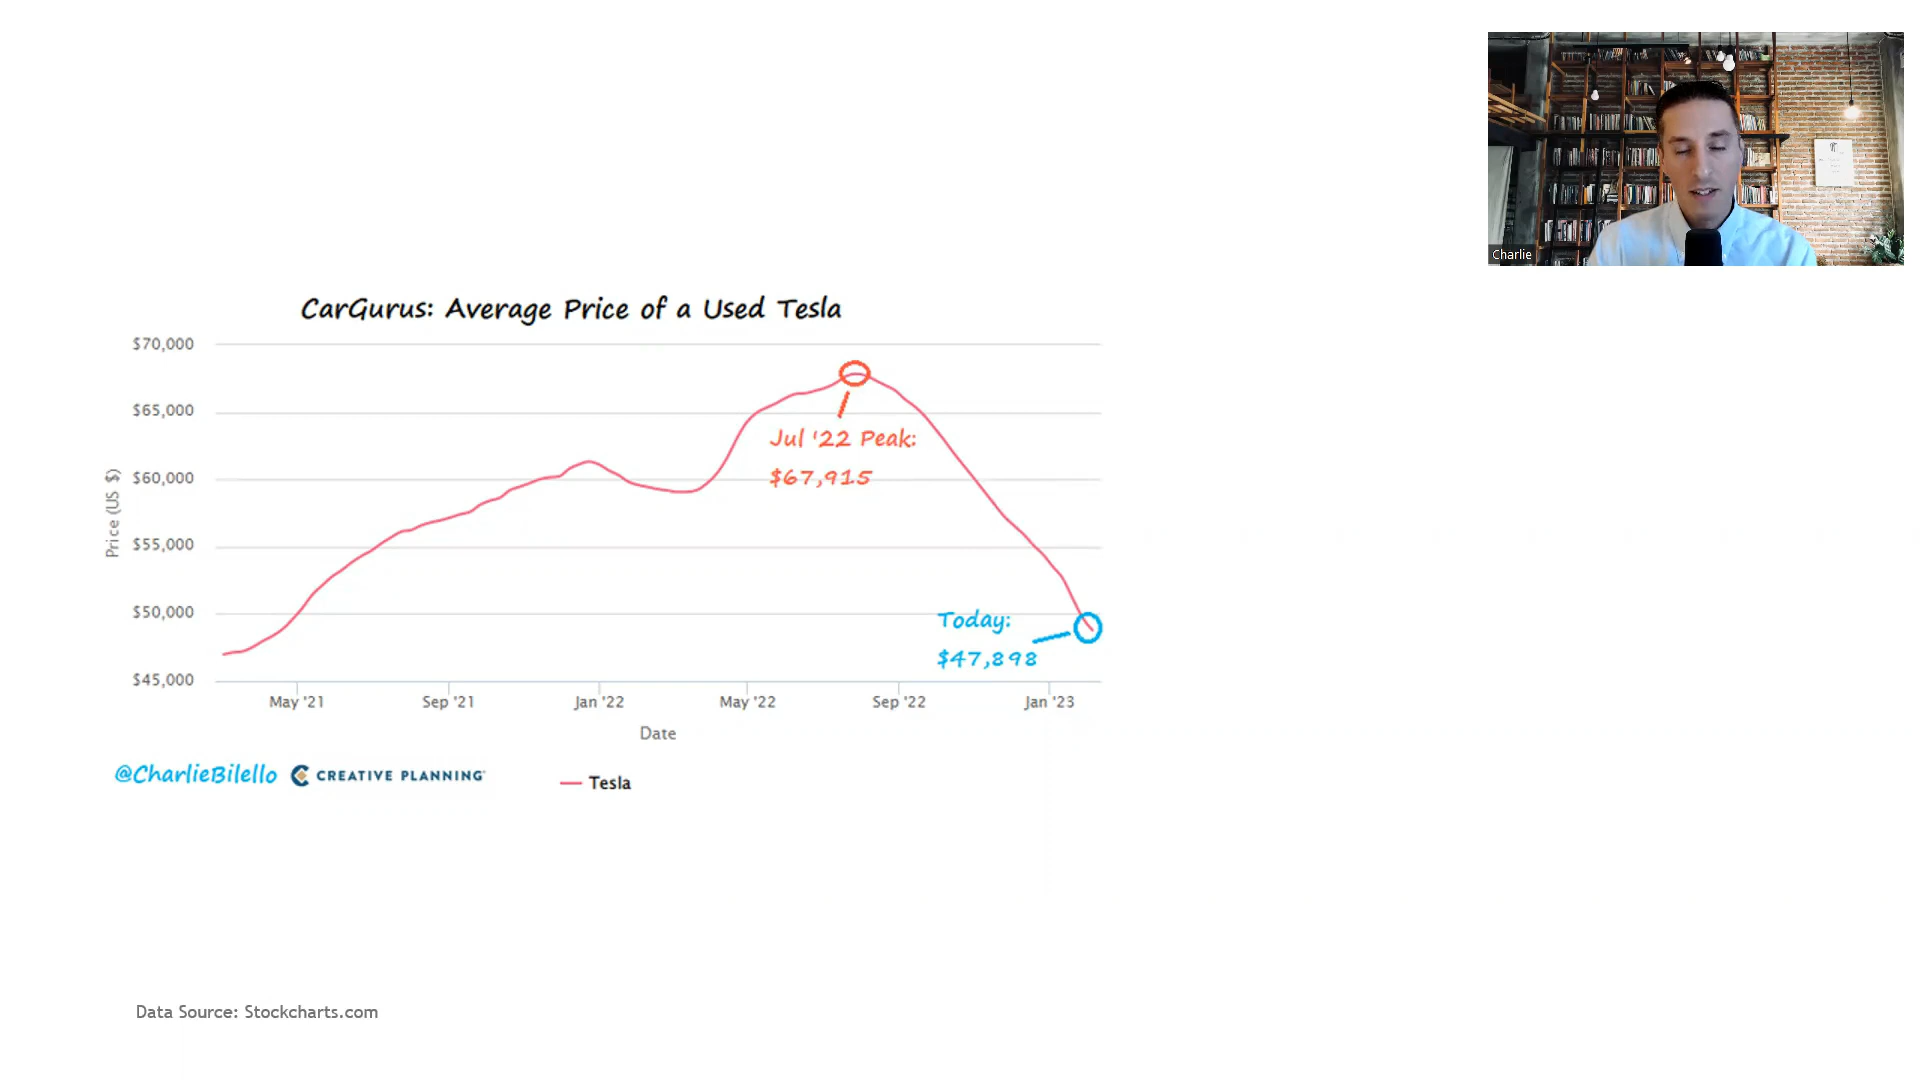 Charlie
CarGurus: Average Price of a Used Tesla
$70,000
$65,000
$60,000
$55,000
$50,000
$45,000
Price (US $)
Jul '22 Peak:
$67,915
Today:
$47,898
May '21
Sep '21
Jan '22
May '22
Sep '22
Jan '23
Date
@CharlieBilello
CREATIVE PLANNING
Tesla
Data Source: Stockcharts.com